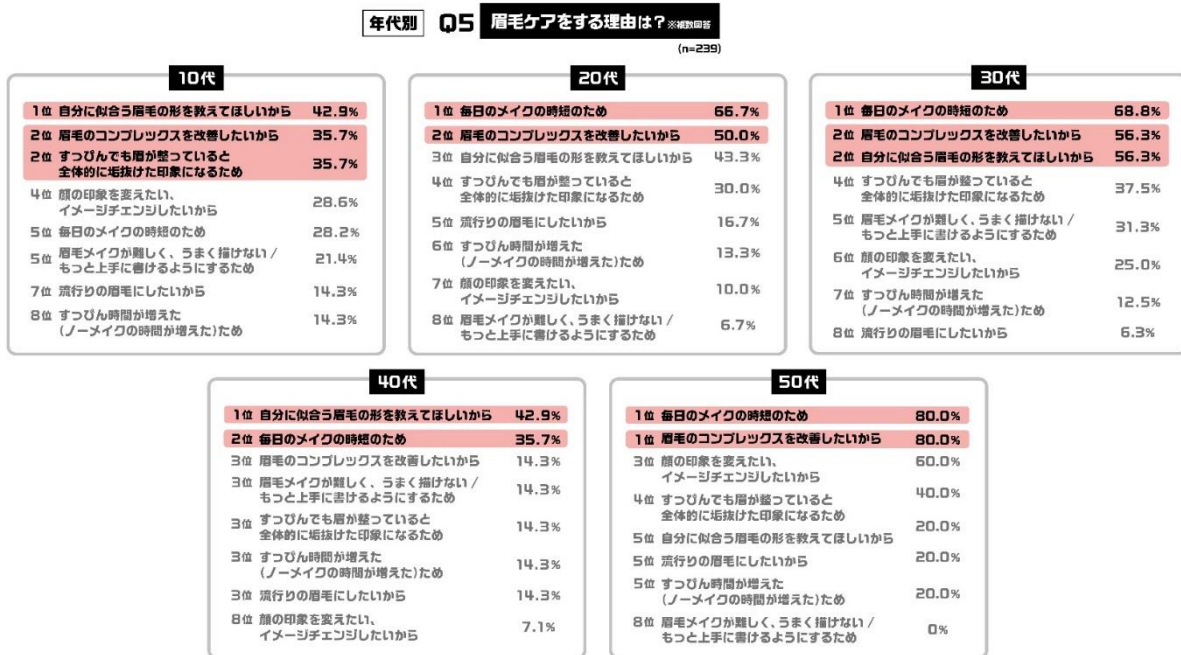 年代別 Q5 眉毛ケアをする理由は?※複数回答
(n=239)
10代
1位 自分に似合う眉毛の形を教えてほしいから 42.9%
2位 眉毛のコンプレックスを改善したいから 35.7%
2位 すっぴんでも眉が整っていると
全体的に垢抜けた印象になるため 35.7%
4位 顔の印象を変えたい、
イメージチェンジしたいから 28.6%
5位 毎日のメイクの時短のため 28.2%
5位 眉毛メイクが難しく、うまく描けない /
もっと上手に書けるようにするため 21.4%
7位 流行りの眉毛にしたいから 14.3%
8位 すっぴん時間が増えた
(ノーメイクの時間が増えた)ため 14.3%
20代
1位 毎日のメイクの時短のため 66.7%
2位 眉毛のコンプレックスを改善したいから 50.0%
3位 自分に似合う眉毛の形を教えてほしいから 43.3%
4位 すっぴんでも眉が整っていると
全体的に垢抜けた印象になるため 30.0%
5位 流行りの眉毛にしたいから 16.7%
6位 すっぴん時間が増えた
(ノーメイクの時間が増えた)ため 13.3%
7位 顔の印象を変えたい、
イメージチェンジしたいから 10.0%
8位 眉毛メイクが難しく、うまく描けない /
もっと上手に書けるようにするため 6.7%
30代
1位 毎日のメイクの時短のため 68.8%
2位 眉毛のコンプレックスを改善したいから 56.3%
2位 自分に似合う眉毛の形を教えてほしいから 56.3%
4位 すっぴんでも眉が整っていると
全体的に垢抜けた印象になるため 37.5%
5位 眉毛メイクが難しく、うまく描けない /
もっと上手に書けるようにするため 31.3%
6位 顔の印象を変えたい、
イメージチェンジしたいから 25.0%
7位 すっぴん時間が増えた
(ノーメイクの時間が増えた)ため 12.5%
8位 流行りの眉毛にしたいから 6.3%
40代
1位 自分に似合う眉毛の形を教えてほしいから 42.9%
2位 毎日のメイクの時短のため 35.7%
3位 眉毛のコンプレックスを改善したいから 14.3%
3位 眉毛メイクが難しく、うまく描けない /
もっと上手に書けるようにするため 14.3%
3位 すっぴんでも眉が整っていると
全体的に垢抜けた印象になるため 14.3%
3位 すっぴん時間が増えた
(ノーメイクの時間が増えた)ため 14.3%
3位 流行りの眉毛にしたいから 14.3%
8位 顔の印象を変えたい、
イメージチェンジしたいから 7.1%
50代
1位 毎日のメイクの時短のため 80.0%
1位 眉毛のコンプレックスを改善したいから 80.0%
3位 顔の印象を変えたい、 60.0%
イメージチェンジしたいから
4位 すっぴんでも眉が整っていると 40.0%
全体的に垢抜けた印象になるため
5位 自分に似合う眉毛の形を教えてほしいから 20.0%
5位 流行りの眉毛にしたいから 20.0%
5位 すっぴん時間が増えた
(ノーメイクの時間が増えた)ため 20.0%
8位 眉毛メイクが難しく、うまく描けない /
もっと上手に書けるようにするため 0%